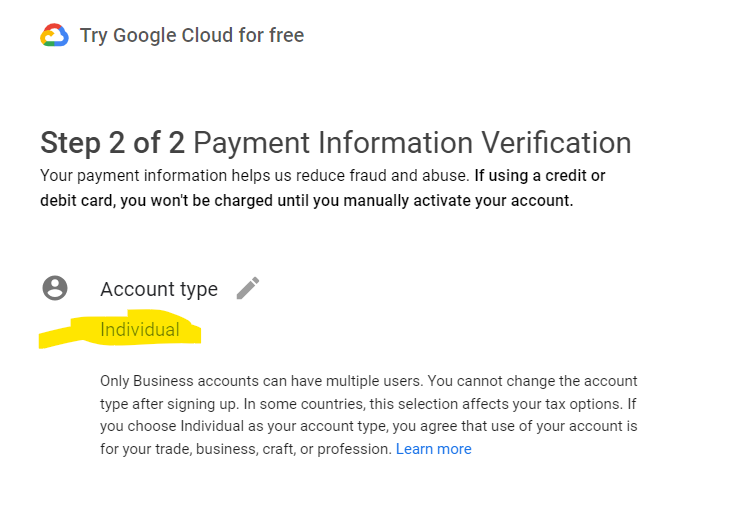 Try Google Cloud for free
Step 2 of 2 Payment Information Verification
Your payment information helps us reduce fraud and abuse. If using a credit or
debit card, you won't be charged until you manually activate your account.
Account type
Individual
Only Business accounts can have multiple users. You cannot change the account
type after signing up. In some countries, this selection affects your tax options. If
you choose Individual as your account type, you agree that use of your account is
for your trade, business, craft, or profession. Learn more